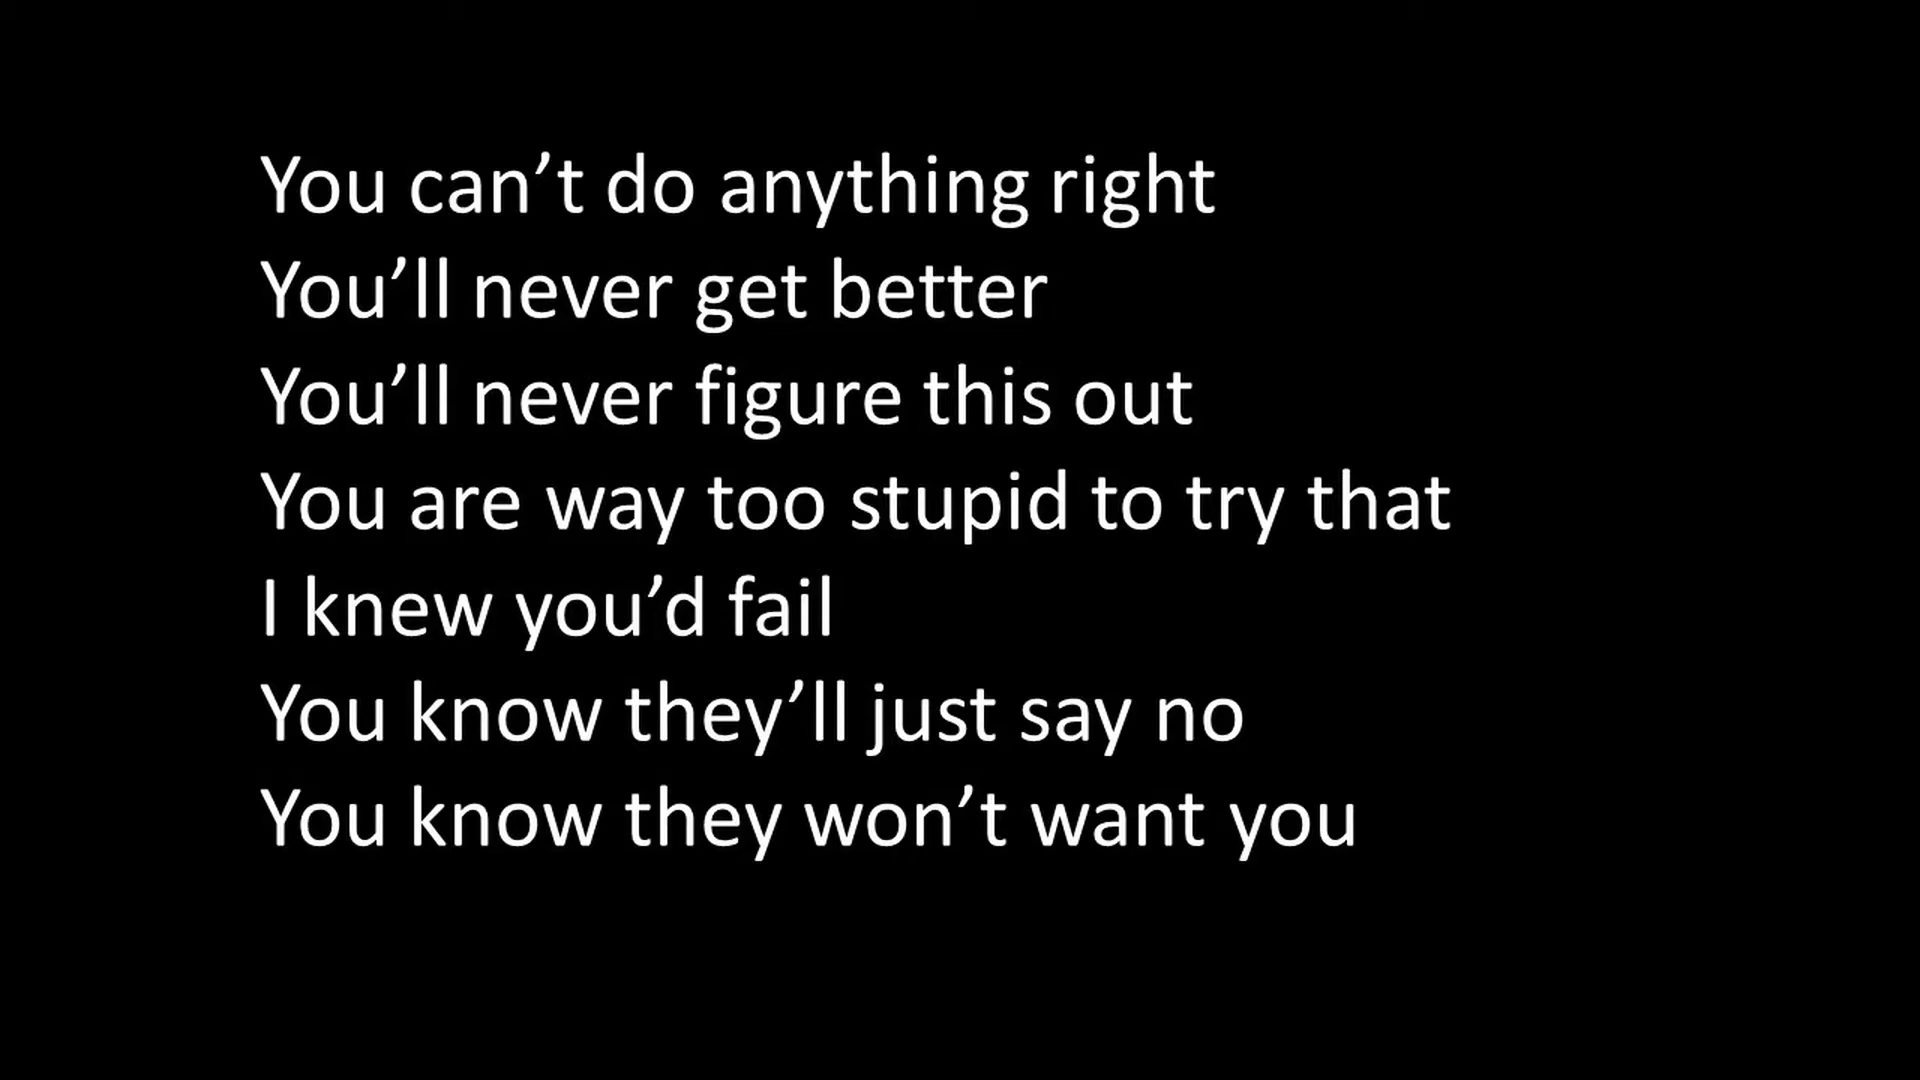 You can’t do anything right
You’ll never get better
You’ll never figure this out
You are way too stupid to try that
I knew you’d fail
You know they’ll just say no
You know they won’t want you